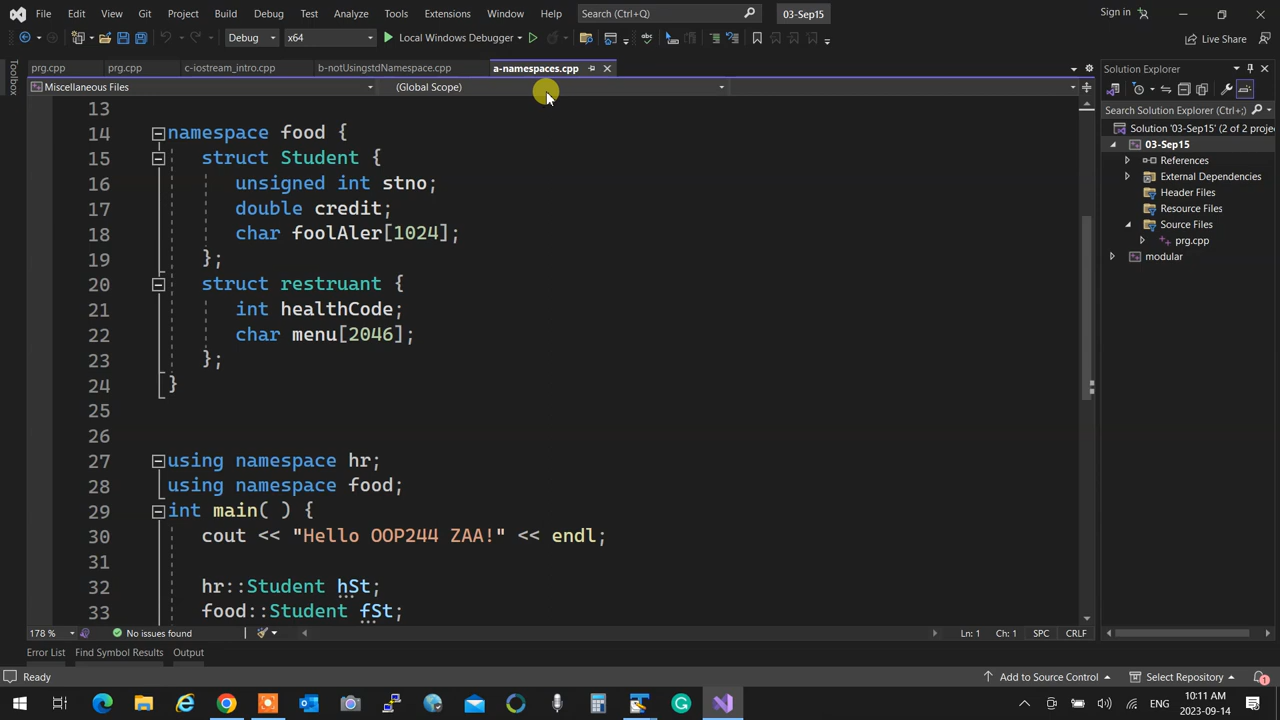 File Edit View Git Project Build Debug Test Analyze Tools Extensions Window Help Search (Ctrl+Q) 03-Sep15 Sign in
Debug x64 Local Windows Debugger Live Share
Toolbox
prg.cpp prg.cpp c-iostream_intro.cpp b-notUsingstdNamespace.cpp a-namespaces.cpp
Miscellaneous Files (Global Scope)
13
14 namespace food {
15 struct Student {
16 unsigned int stno;
17 double credit;
18 char foolAler[1024];
19 };
20 struct restruant {
21 int healthCode;
22 char menu[2046];
23 };
24 }
25
26
27 using namespace hr;
28 using namespace food;
29 int main( ) {
30 cout << "Hello OOP244 ZAA!" << endl;
31
32 hr::Student hSt;
33 food::Student fSt;
178 % No issues found Ln: 1 Ch: 1 SPC CRLF
Solution Explorer
Search Solution Explorer (Ctrl+;)
Solution '03-Sep15' (2 of 2 proj
03-Sep15
References
External Dependencies
Header Files
Resource Files
Source Files
prg.cpp
modular
Error List Find Symbol Results Output
Ready Add to Source Control Select Repository
ENG 10:11 AM
2023-09-14